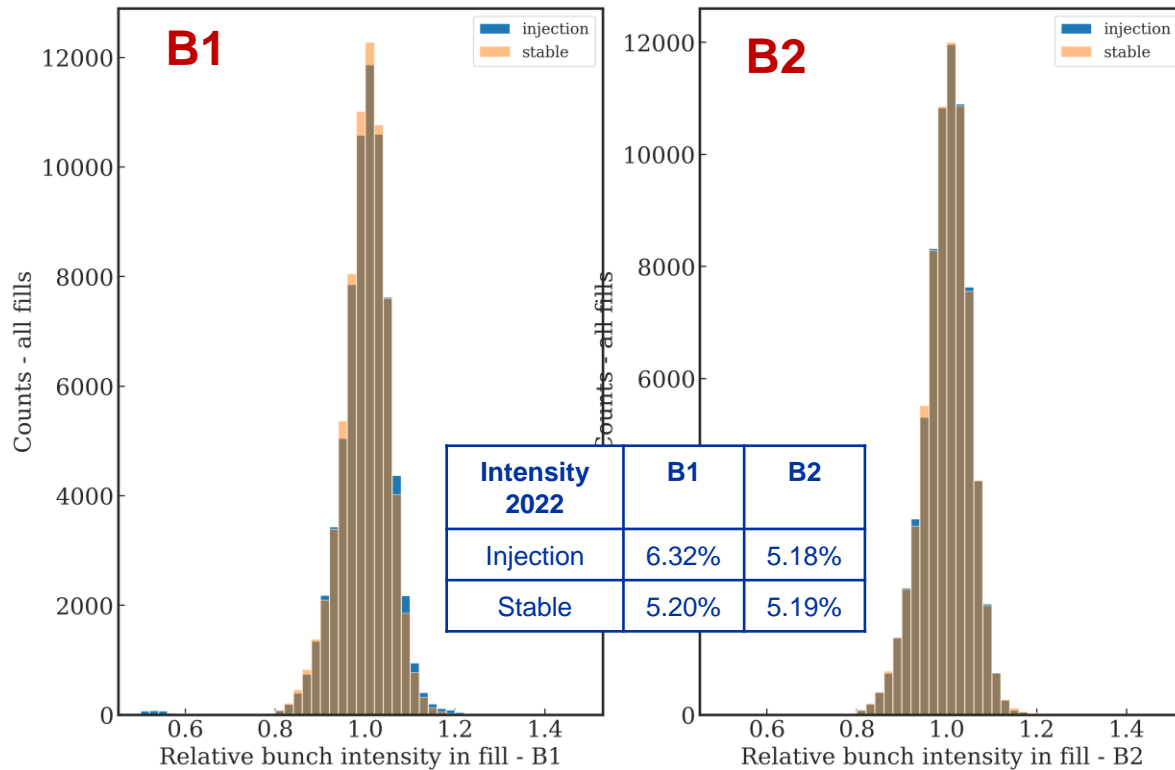 B1
injection
stable
12000
10000
8000
6000
4000
2000
0
Counts - all fills
0.6 0.8 1.0 1.2 1.4
Relative bunch intensity in fill - B1
B2
injection
stable
12000
10000
8000
6000
0
Counts - all fills
0.6 0.8 1.0 1.2 1.4
Relative bunch intensity in fill - B2
Intensity 2022 B1 B2
Injection 6.32% 5.18%
Stable 5.20% 5.19%